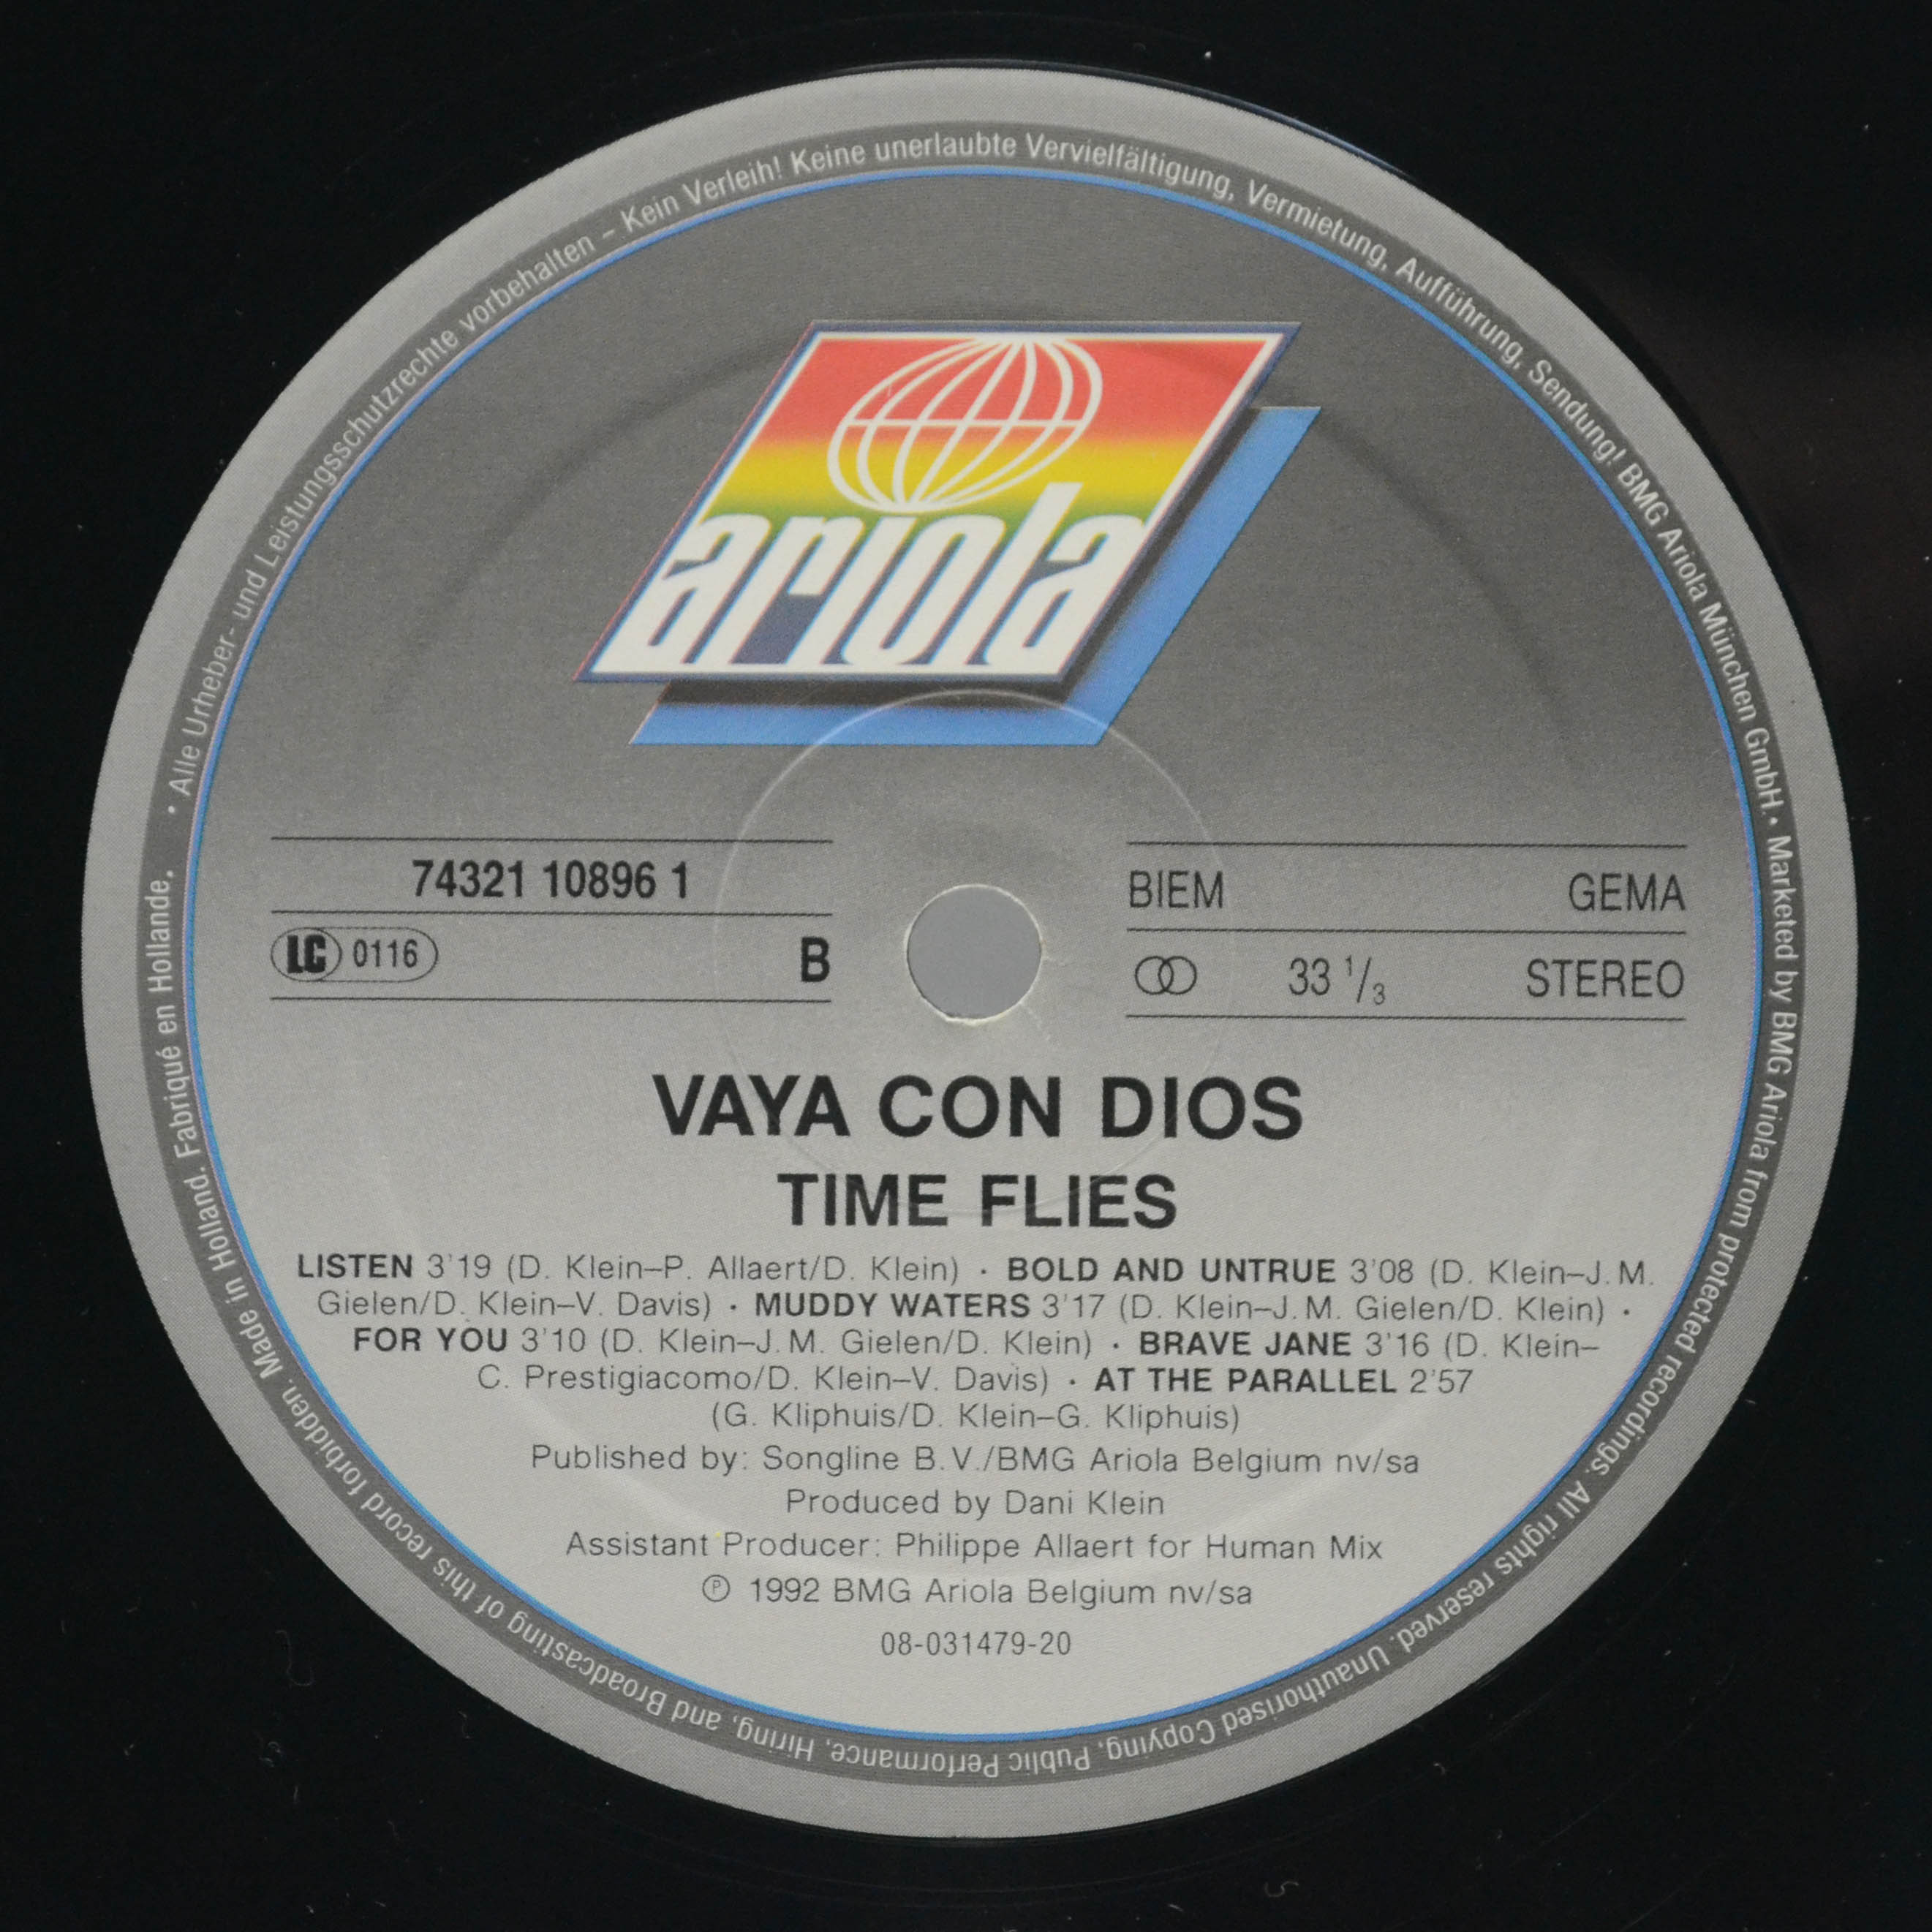 • Alle Urheber- und Leistungsschutzrechte vorbehalten – Kein Verleih! Keine unerlaubte Vervielfältigung, Vermietung, Aufführung, Sendung! BMG Ariola München GmbH. • Marketed by BMG Ariola from protected recordings. All rights reserved. Unauthorised Copying, Public Performance, Hiring, and Broadcasting of this record forbidden. Made in Holland. Fabriqué en Hollande.
ariola
74321 10896 1
LC 0116 B
BIEM GEMA
33 1/3 STEREO
VAYA CON DIOS
TIME FLIES
LISTEN 3'19 (D. Klein–P. Allaert/D. Klein) · BOLD AND UNTRUE 3'08 (D. Klein–J.M.
Gielen/D. Klein–V. Davis) · MUDDY WATERS 3'17 (D. Klein–J.M. Gielen/D. Klein) ·
FOR YOU 3'10 (D. Klein–J.M. Gielen/D. Klein) · BRAVE JANE 3'16 (D. Klein–
C. Prestigiacomo/D. Klein–V. Davis) · AT THE PARALLEL 2'57
(G. Kliphuis/D. Klein–G. Kliphuis)
Published by: Songline B.V./BMG Ariola Belgium nv/sa
Produced by Dani Klein
Assistant Producer: Philippe Allaert for Human Mix
Ⓟ 1992 BMG Ariola Belgium nv/sa
08-031479-20